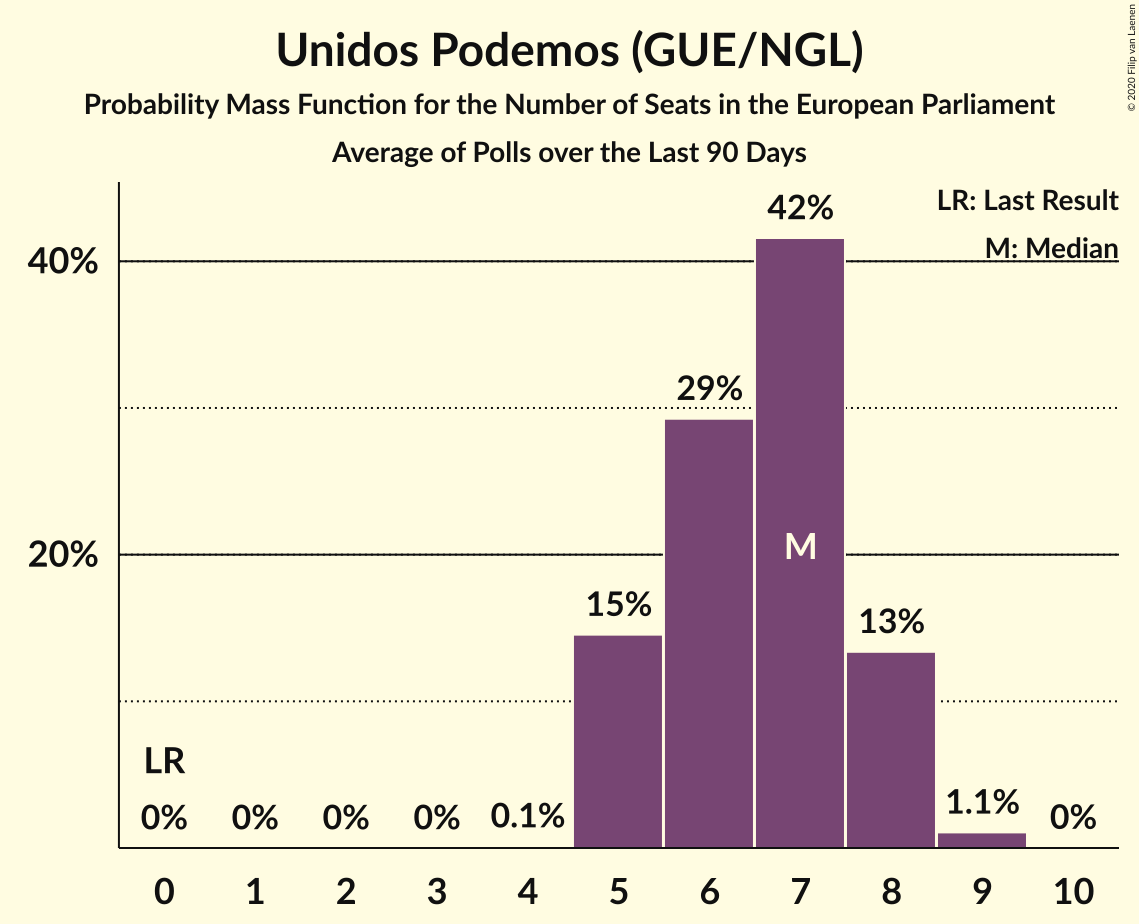 Unidos Podemos (GUE/NGL)
Probability Mass Function for the Number of Seats in the European Parliament
Average of Polls over the Last 90 Days
© 2020 Filip van Laenen
LR: Last Result
M: Median
42%
40%
29%
20%
M
15%
13%
LR
0%
0%
0%
0%
0.1%
1.1%
0%
0 1 2 3 4 5 6 7 8 9 10